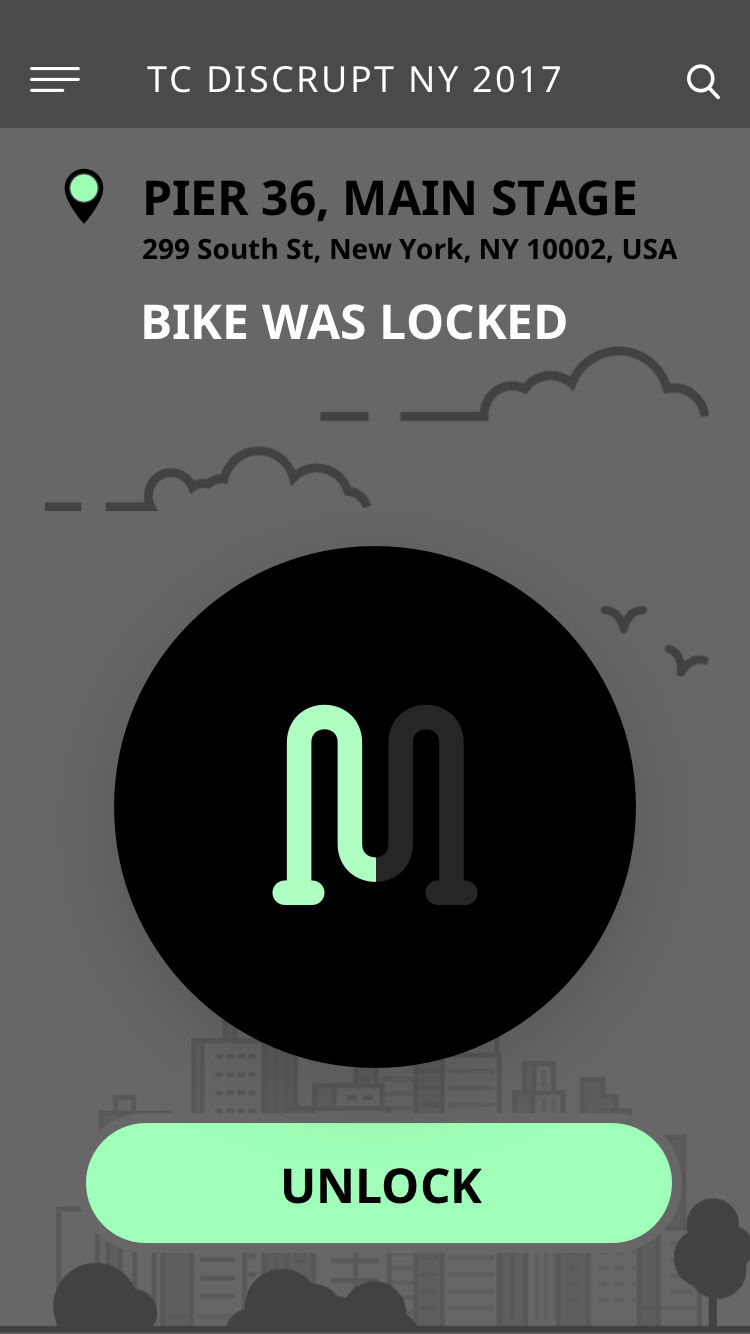 TC DISCRUPT NY 2017
PIER 36, MAIN STAGE
299 South St, New York, NY 10002, USA
BIKE WAS LOCKED
UNLOCK